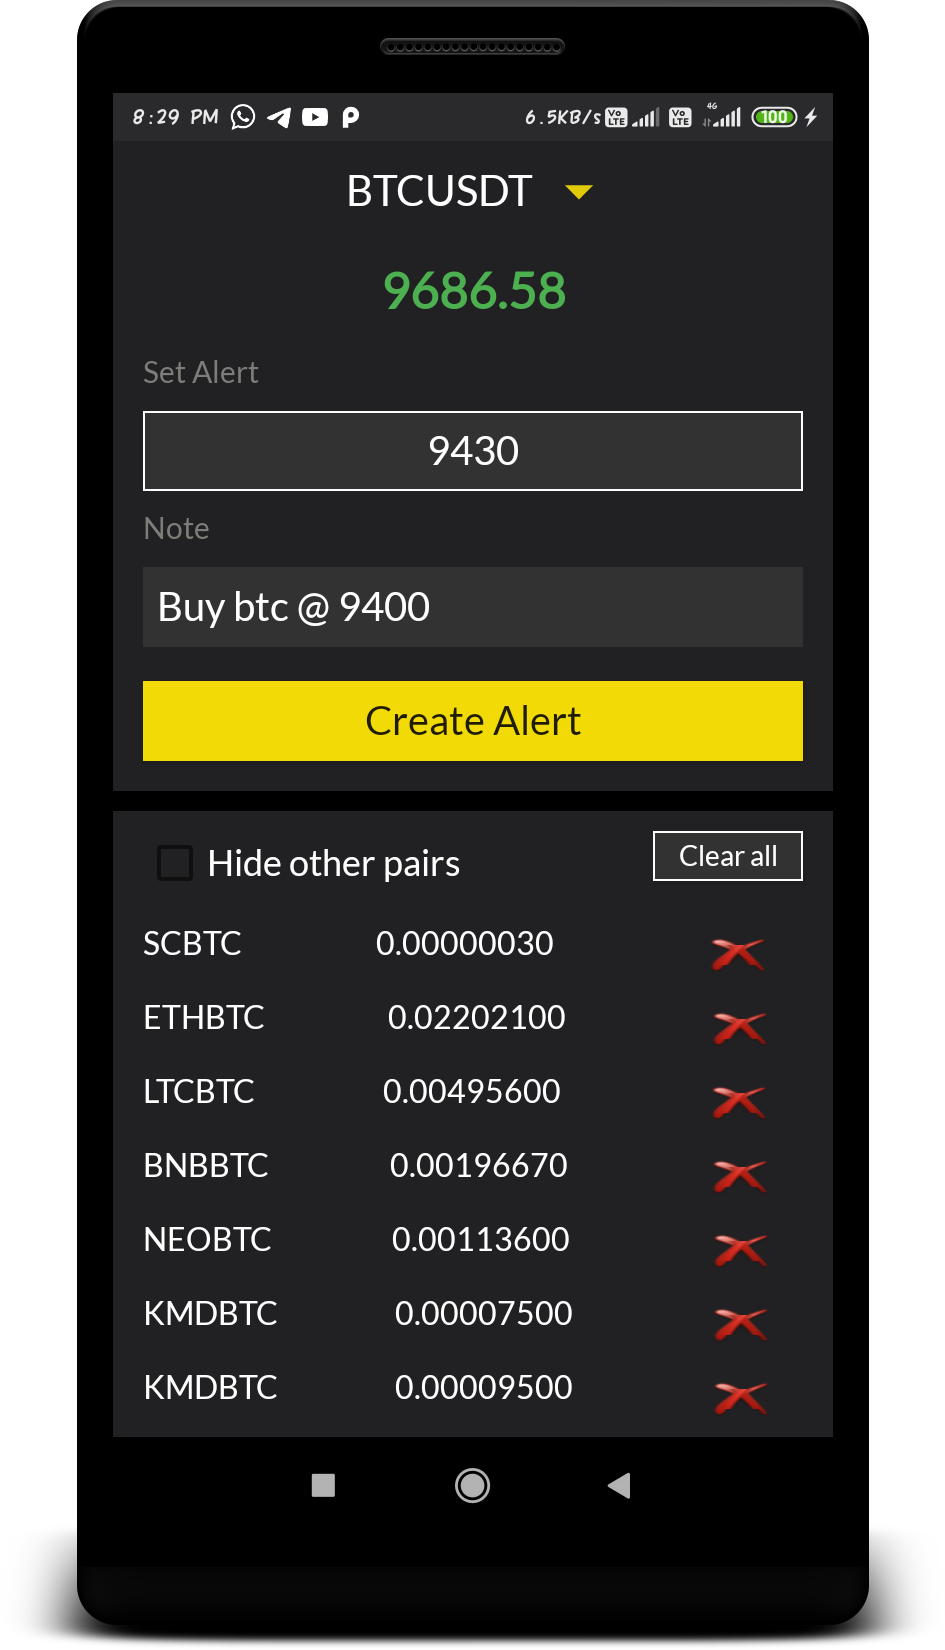 8:29 PM 6.5KB/s Vo LTE Vo LTE 4G 100
BTCUSDT
9686.58
Set Alert
9430
Note
Buy btc @ 9400
Create Alert
Hide other pairs Clear all
SCBTC 0.00000030
ETHBTC 0.02202100
LTCBTC 0.00495600
BNBBTC 0.00196670
NEOBTC 0.00113600
KMDBTC 0.00007500
KMDBTC 0.00009500